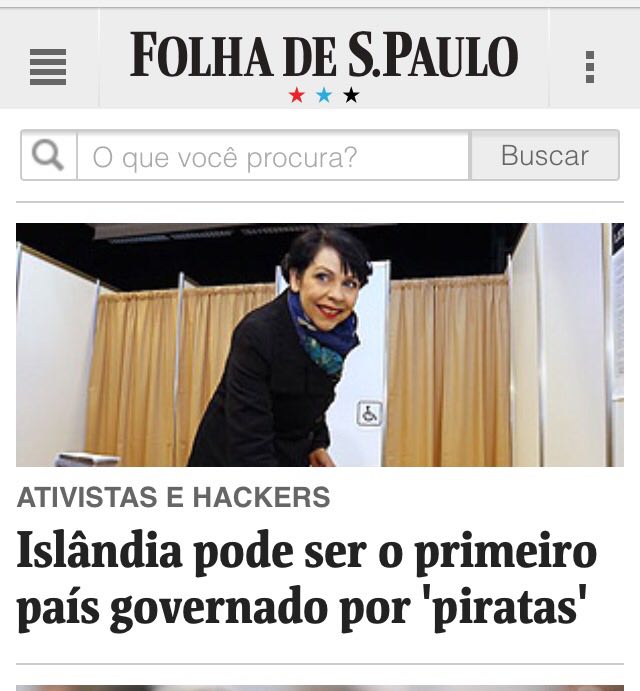 FOLHA DE S.PAULO
O que você procura?
Buscar
ATIVISTAS E HACKERS
Islândia pode ser o primeiro
país governado por 'piratas'